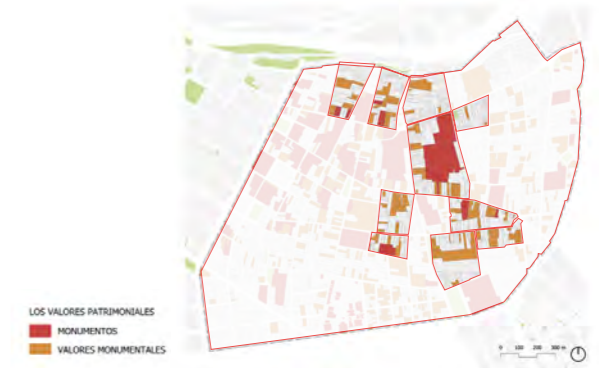 LOS VALORES PATRIMONIALES
MONUMENTOS
VALORES MONUMENTALES
0 100 200 300 m